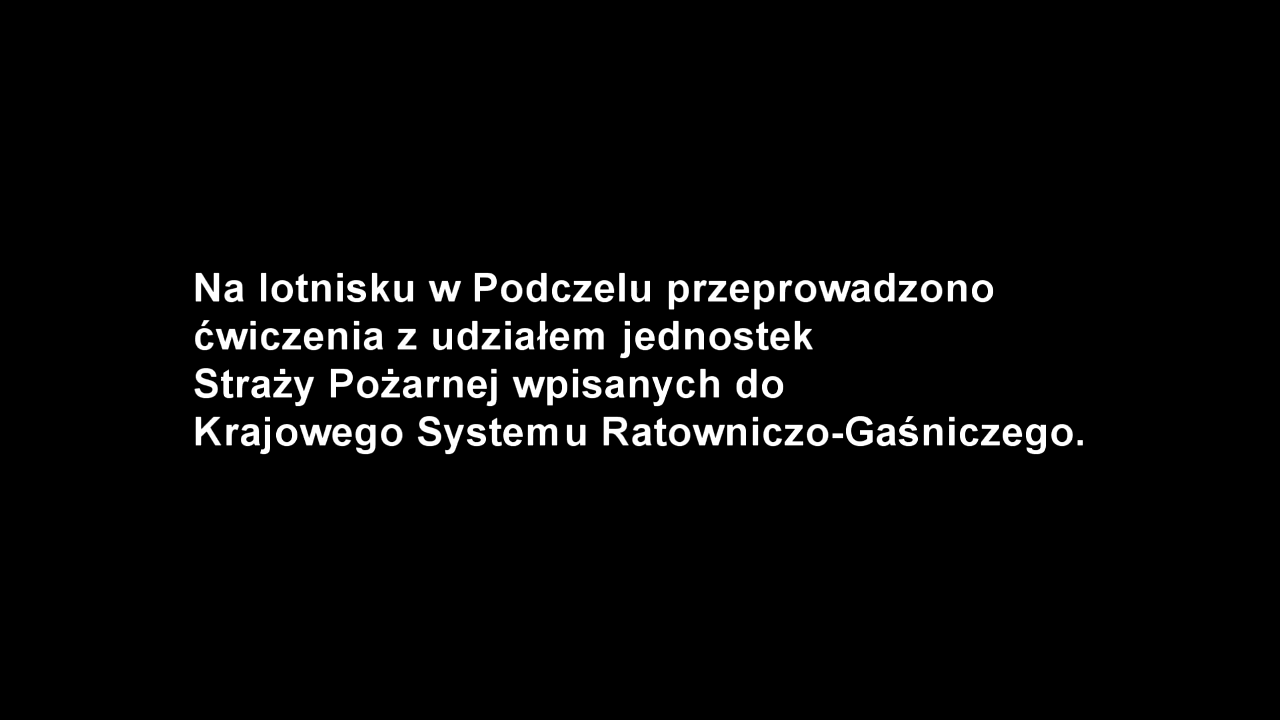 Na lotnisku w Podczelu przeprowadzono
ćwiczenia z udziałem jednostek
Straży Pożarnej wpisanych do
Krajowego Systemu Ratowniczo-Gaśniczego.